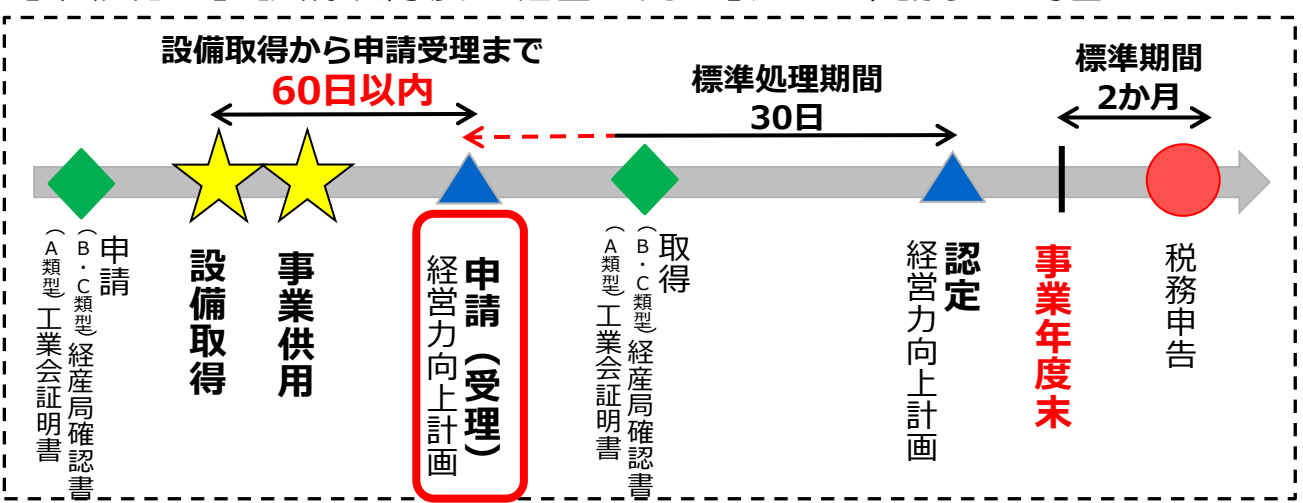 設備取得から申請受理まで
60日以内
標準処理期間
30日
標準期間
2か月
申請
（B・C類型）経産局確認書
（A類型）工業会証明書
設備取得
事業供用
申請（受理）
経営力向上計画
取得
（B・C類型）経産局確認書
（A類型）工業会証明書
認定
経営力向上計画
事業年度末
税務申告